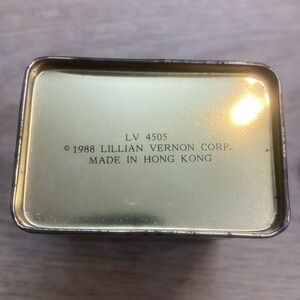 LV 4505
© 1988 LILLIAN VERNON CORP.
MADE IN HONG KONG